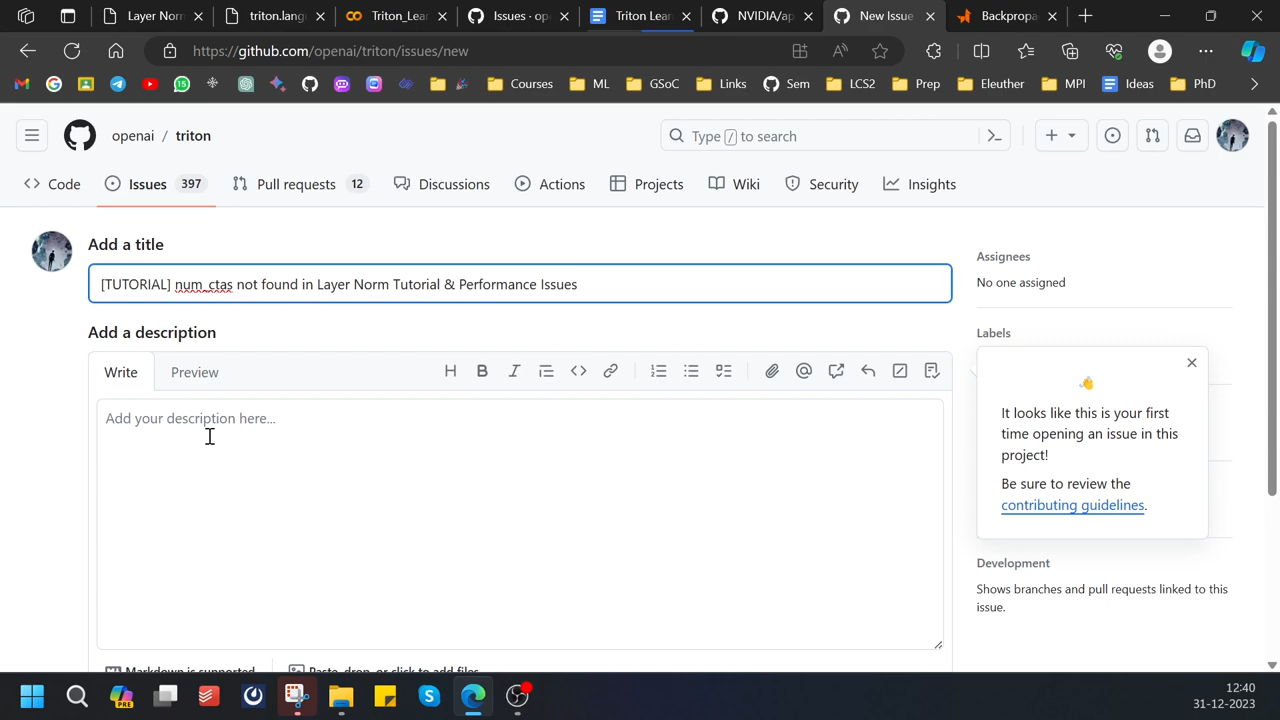 Layer Nor
triton.lang
Triton_Lea
Issues · op
Triton Lear
NVIDIA/ap
New Issue
Backpropa
https://github.com/openai/triton/issues/new
Courses
ML
GSoC
Links
Sem
LCS2
Prep
Eleuther
MPI
Ideas
PhD
openai / triton
Type / to search
Code
Issues 397
Pull requests 12
Discussions
Actions
Projects
Wiki
Security
Insights
Add a title
[TUTORIAL] num_ctas not found in Layer Norm Tutorial & Performance Issues
Add a description
Write
Preview
Add your description here...
Markdown is supported
Paste, drop, or click to add files
Assignees
No one assigned
Labels
👋
It looks like this is your first
time opening an issue in this
project!
Be sure to review the
contributing guidelines.
Development
Shows branches and pull requests linked to this
issue.
PRE
12:40
31-12-2023